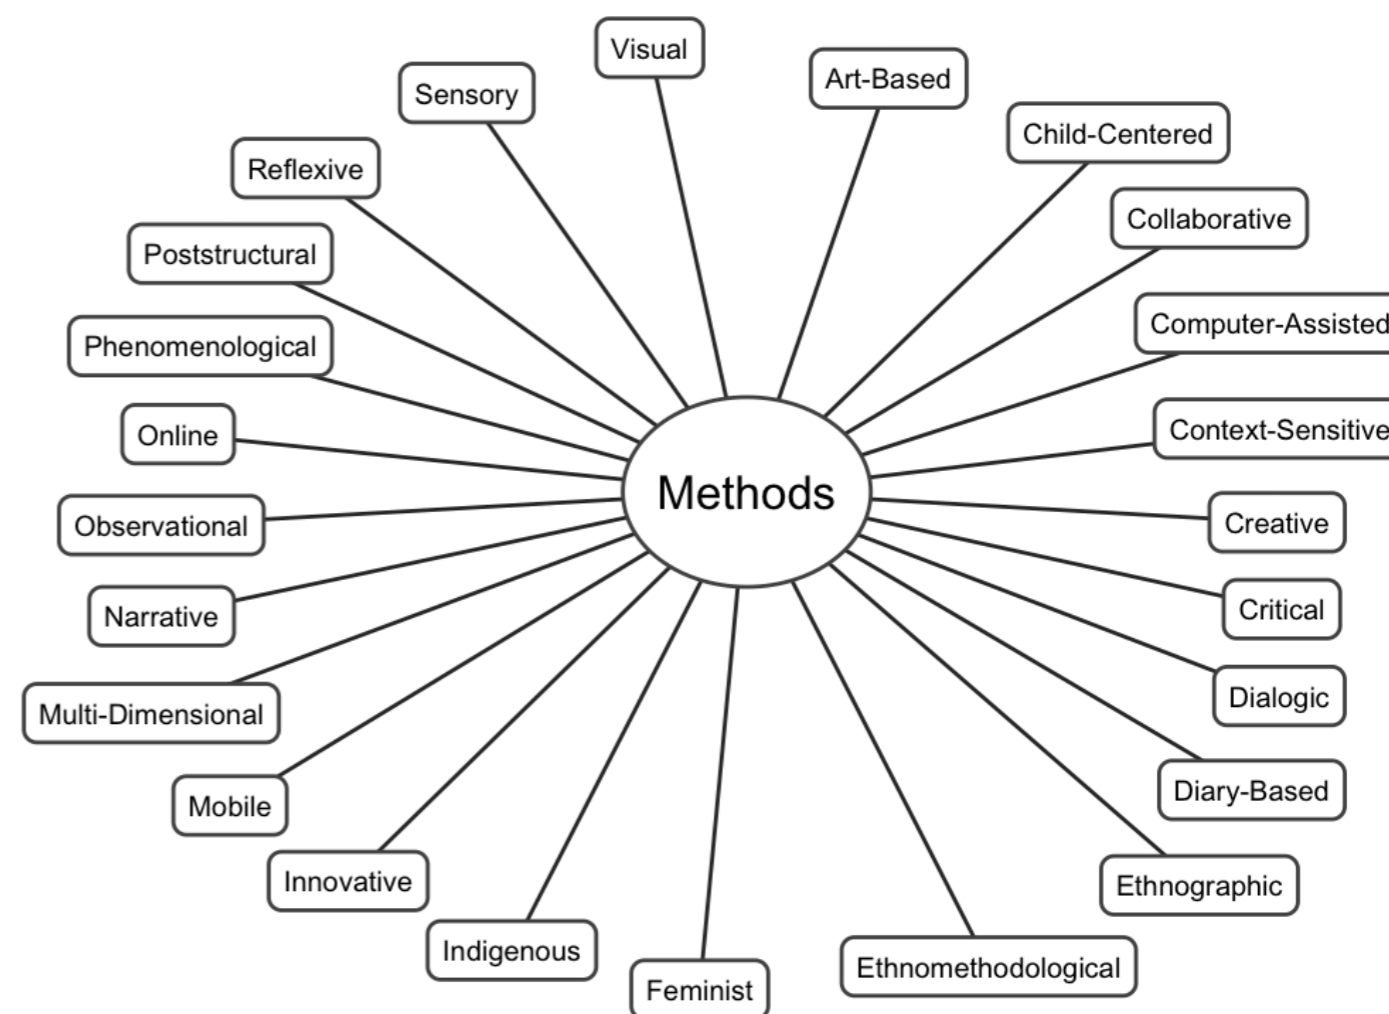 Visual
Art-Based
Sensory
Child-Centered
Reflexive
Collaborative
Poststructural
Computer-Assisted
Phenomenological
Context-Sensitive
Online
Methods
Observational
Creative
Narrative
Critical
Multi-Dimensional
Dialogic
Mobile
Diary-Based
Innovative
Ethnographic
Indigenous
Ethnomethodological
Feminist